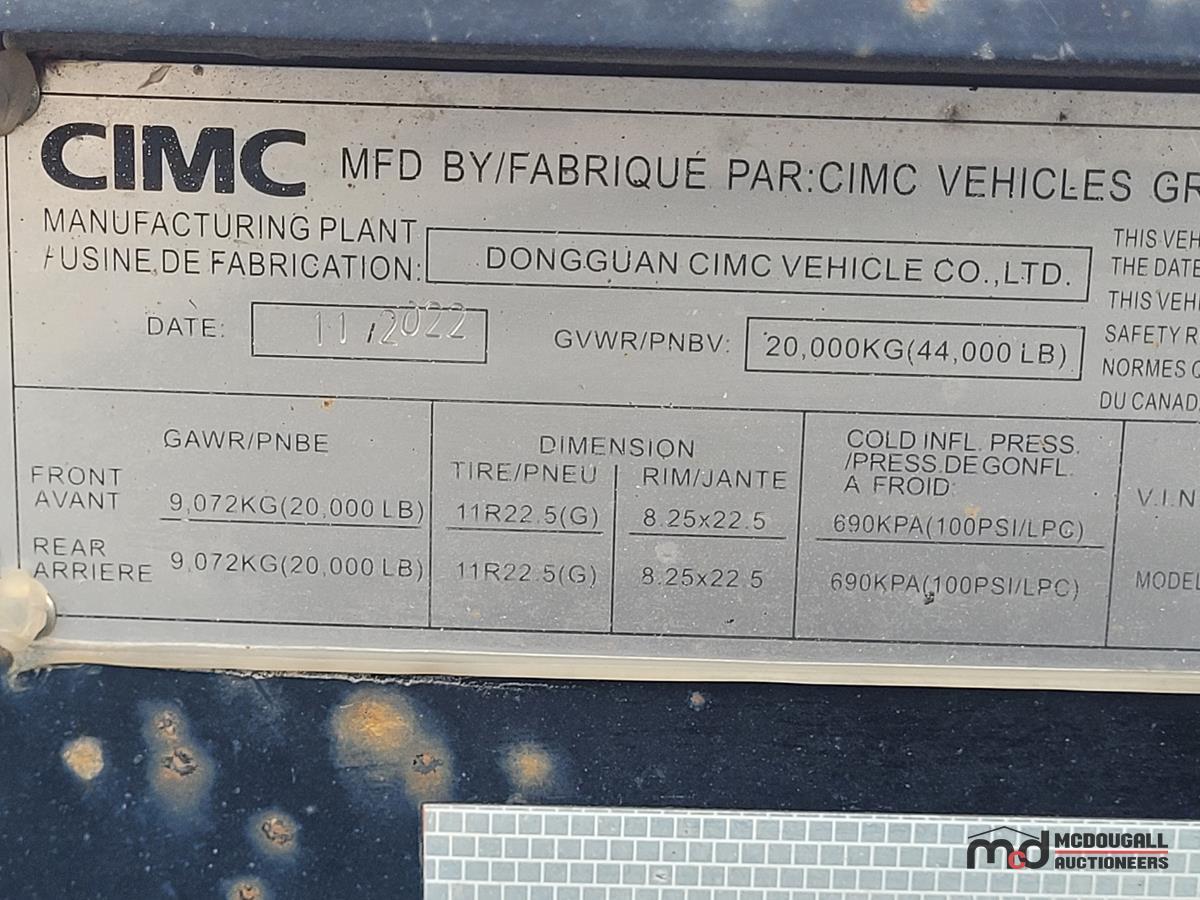 CIMC MFD BY/FABRIQUÉ PAR:CIMC VEHICLES GR
MANUFACTURING PLANT
/USINE DE FABRICATION: DONGGUAN CIMC VEHICLE CO.,LTD.
DATE: 11/2022 GVWR/PNBV: 20,000KG(44,000 LB)
THIS VEH
THE DATE
THIS VEHI
SAFETY R
NORMES
DU CANADA
GAWR/PNBE
FRONT
AVANT 9,072KG(20,000 LB)
REAR
ARRIERE 9,072KG(20,000 LB)
DIMENSION
TIRE/PNEU RIM/JANTE
11R22.5(G) 8.25x22.5
11R22.5(G) 8.25x22.5
COLD INFL. PRESS.
/PRESS.DE GONFL.
A FROID:
690KPA(100PSI/LPC)
690KPA(100PSI/LPC)
V.I.N
MODEL
mcd MCDOUGALL
AUCTIONEERS